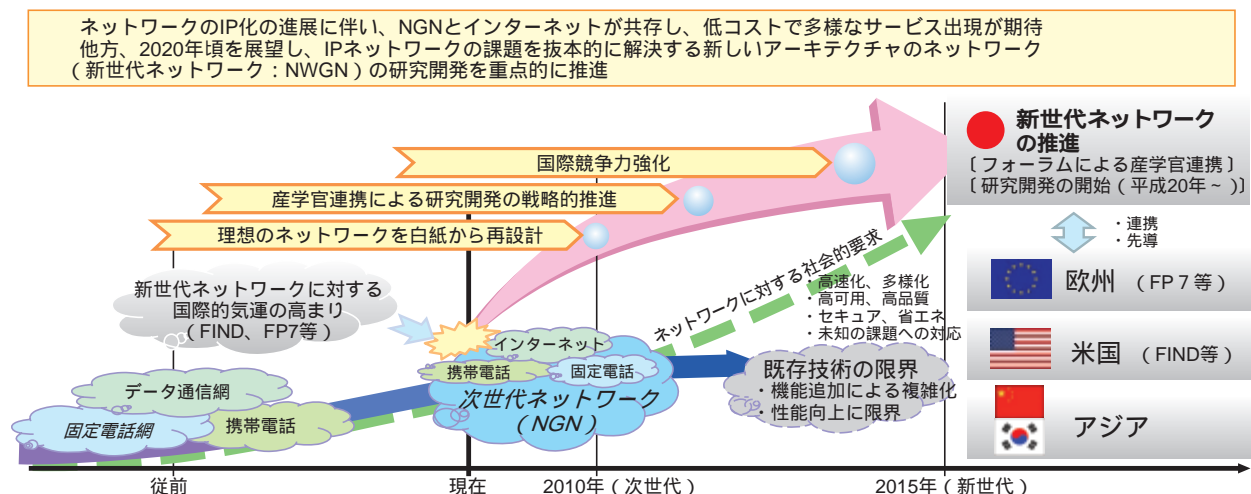 ネットワークのIP化の進展に伴い、NGNとインターネットが共存し、低コストで多様なサービス出現が期待
他方、2020年頃を展望し、IPネットワークの課題を抜本的に解決する新しいアーキテクチャのネットワーク
（新世代ネットワーク：NWGN）の研究開発を重点的に推進
国際競争力強化
産学官連携による研究開発の戦略的推進
理想のネットワークを白紙から再設計
新世代ネットワークに対する
国際的気運の高まり
（FIND、FP7等）
データ通信網
固定電話網
携帯電話
インターネット
携帯電話
固定電話
次世代ネットワーク
（NGN）
ネットワークに対する社会的要求
・高速化、多様化
・高可用、高品質
・セキュア、省エネ
・未知の課題への対応
既存技術の限界
・機能追加による複雑化
・性能向上に限界
新世代ネットワーク
の推進
〔フォーラムによる産学官連携〕
〔研究開発の開始（平成20年～）〕
・連携
・先導
欧州 （FP７等）
米国 （FIND等）
アジア
従前
現在
2010年（次世代）
2015年（新世代）